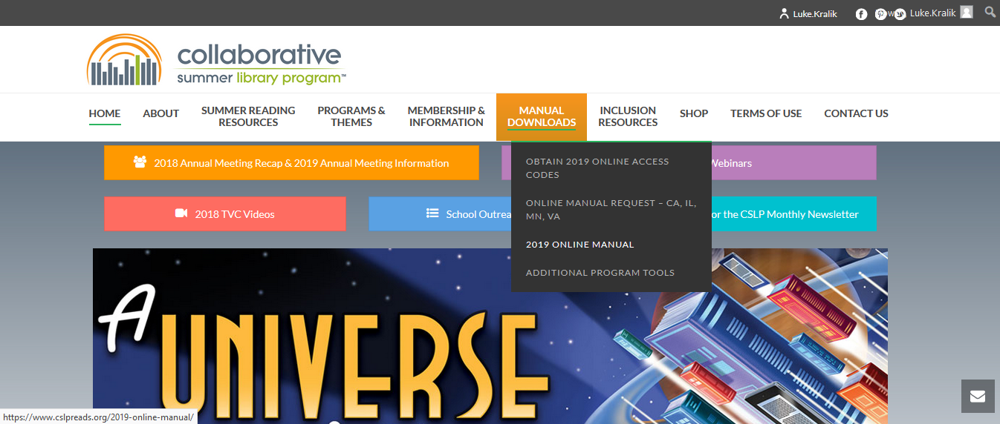 Luke.Kralik
Luke.Kralik
collaborative
summer library program™
HOME
ABOUT
SUMMER READING
RESOURCES
PROGRAMS &
THEMES
MEMBERSHIP &
INFORMATION
MANUAL
DOWNLOADS
INCLUSION
RESOURCES
SHOP
TERMS OF USE
CONTACT US
2018 Annual Meeting Recap & 2019 Annual Meeting Information
Webinars
OBTAIN 2019 ONLINE ACCESS
CODES
ONLINE MANUAL REQUEST – CA, IL,
MN, VA
2019 ONLINE MANUAL
ADDITIONAL PROGRAM TOOLS
2018 TVC Videos
School
or the CSLP Monthly Newsletter
A
UNIVERSE
https://www.cslpreads.org/2019-online-manual/